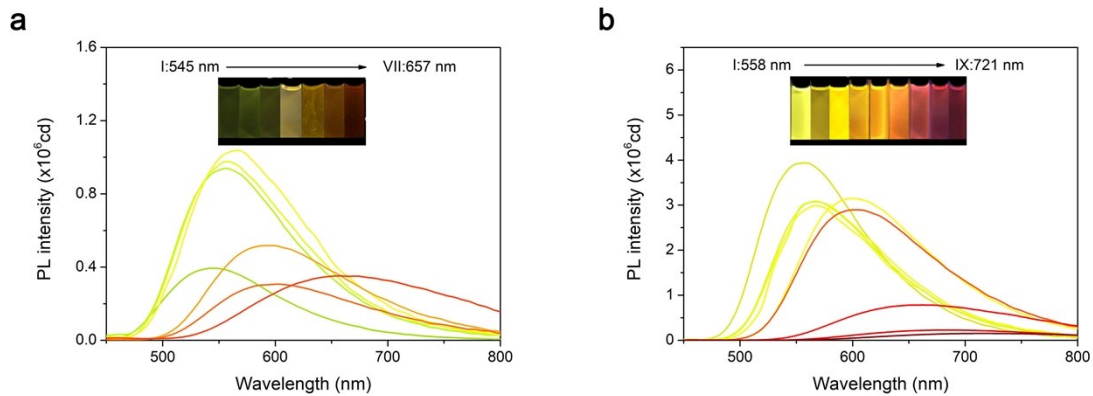 a
I:545 nm VII:657 nm
PL intensity (x10⁶cd)
1.6
1.2
0.8
0.4
0.0
500 600 700 800
Wavelength (nm)
b
I:558 nm IX:721 nm
PL intensity (x10⁶cd)
6
5
4
3
2
1
0
500 600 700 800
Wavelength (nm)